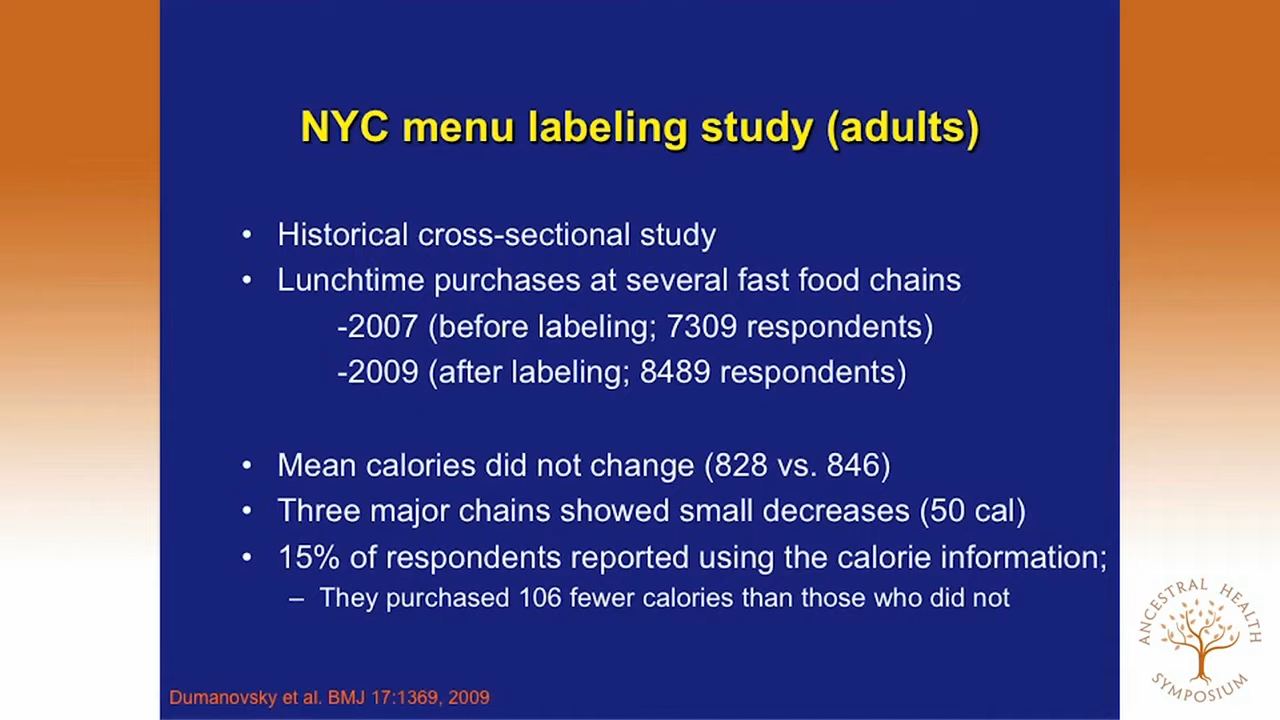 NYC menu labeling study (adults)
• Historical cross-sectional study
• Lunchtime purchases at several fast food chains
-2007 (before labeling; 7309 respondents)
-2009 (after labeling; 8489 respondents)
• Mean calories did not change (828 vs. 846)
• Three major chains showed small decreases (50 cal)
• 15% of respondents reported using the calorie information;
– They purchased 106 fewer calories than those who did not
Dumanovsky et al. BMJ 17:1369, 2009
ANCESTRAL HEALTH
SYMPOSIUM